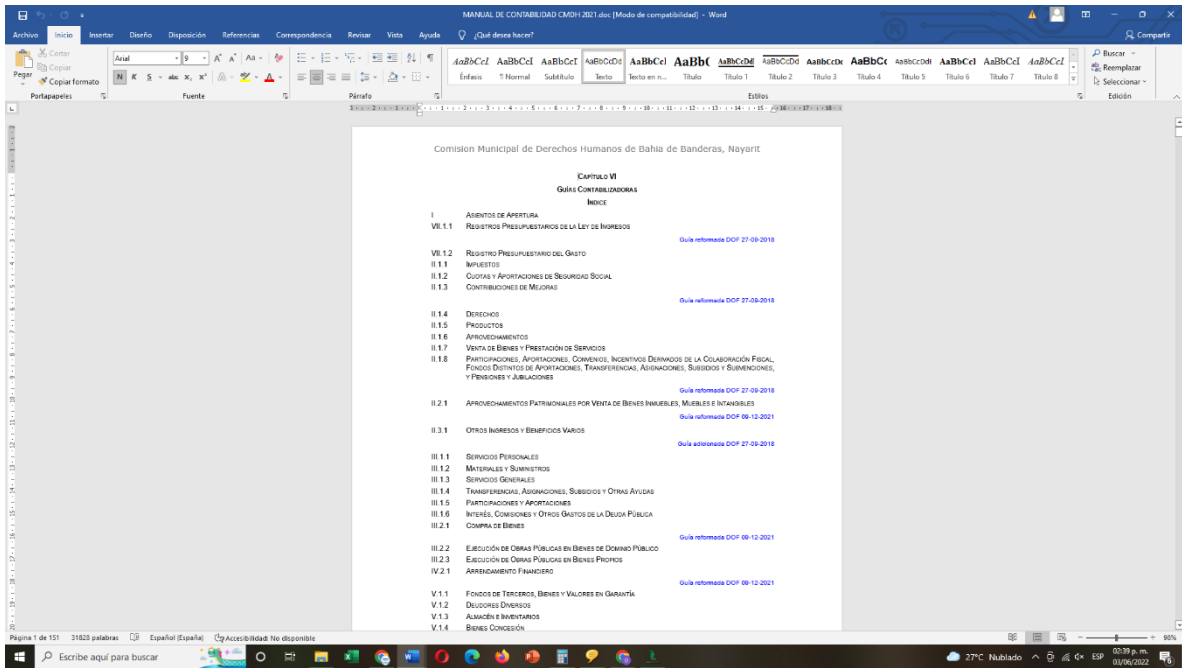 MANUAL DE CONTABILIDAD CMDH 2021.doc [Modo de compatibilidad] - Word
Archivo Inicio Insertar Diseño Disposición Referencias Correspondencia Revisar Vista Ayuda ¿Qué desea hacer? Compartir
Pegar
Cortar
Copiar
Copiar formato
Portapapeles
Arial 9
Fuente
Párrafo
AaBbCcI AaBbCcI AaBbCcI AaBbCcDd AaBbCcI AaBbC AaBbCcDd AaBbCcDd AaBbCcDx AaBbCc AaBbCcDdI AaBbCcI AaBbCcI AaBbCcI
Énfasis ¶ Normal Subtítulo Texto Texto en n... Título Título 1 Título 2 Título 3 Título 4 Título 5 Título 6 Título 7 Título 8
Estilos
Buscar
Reemplazar
Seleccionar
Edición
Comision Municipal de Derechos Humanos de Bahia de Banderas, Nayarit
CAPÍTULO VI
GUÍAS CONTABILIZADORAS
ÍNDICE
I ASIENTOS DE APERTURA
VII.1.1 REGISTROS PRESUPUESTARIOS DE LA LEY DE INGRESOS
Guía reformada DOF 27-09-2018
VII.1.2 REGISTRO PRESUPUESTARIO DEL GASTO
II.1.1 IMPUESTOS
II.1.2 CUOTAS Y APORTACIONES DE SEGURIDAD SOCIAL
II.1.3 CONTRIBUCIONES DE MEJORAS
Guía reformada DOF 27-09-2018
II.1.4 DERECHOS
II.1.5 PRODUCTOS
II.1.6 APROVECHAMIENTOS
II.1.7 VENTA DE BIENES Y PRESTACIÓN DE SERVICIOS
II.1.8 PARTICIPACIONES, APORTACIONES, CONVENIOS, INCENTIVOS DERIVADOS DE LA COLABORACIÓN FISCAL,
FONDOS DISTINTOS DE APORTACIONES, TRANSFERENCIAS, ASIGNACIONES, SUBSIDIOS Y SUBVENCIONES,
Y PENSIONES Y JUBILACIONES
Guía reformada DOF 27-09-2018
II.2.1 APROVECHAMIENTOS PATRIMONIALES POR VENTA DE BIENES INMUEBLES, MUEBLES E INTANGIBLES
Guía reformada DOF 09-12-2021
II.3.1 OTROS INGRESOS Y BENEFICIOS VARIOS
Guía adicionada DOF 27-09-2018
III.1.1 SERVICIOS PERSONALES
III.1.2 MATERIALES Y SUMINISTROS
III.1.3 SERVICIOS GENERALES
III.1.4 TRANSFERENCIAS, ASIGNACIONES, SUBSIDIOS Y OTRAS AYUDAS
III.1.5 PARTICIPACIONES Y APORTACIONES
III.1.6 INTERÉS, COMISIONES Y OTROS GASTOS DE LA DEUDA PÚBLICA
III.2.1 COMPRA DE BIENES
Guía reformada DOF 09-12-2021
III.2.2 EJECUCIÓN DE OBRAS PÚBLICAS EN BIENES DE DOMINIO PÚBLICO
III.2.3 EJECUCIÓN DE OBRAS PÚBLICAS EN BIENES PROPIOS
IV.2.1 ARRENDAMIENTO FINANCIERO
Guía reformada DOF 09-12-2021
V.1.1 FONDOS DE TERCEROS, BIENES Y VALORES EN GARANTÍA
V.1.2 DEUDORES DIVERSOS
V.1.3 ALMACÉN E INVENTARIOS
V.1.4 BIENES CONCESIÓN
Página 1 de 151 31828 palabras Español (España) Accesibilidad: No disponible 98%
Escribe aquí para buscar 27°C Nublado ESP 02:39 p. m.
03/06/2022